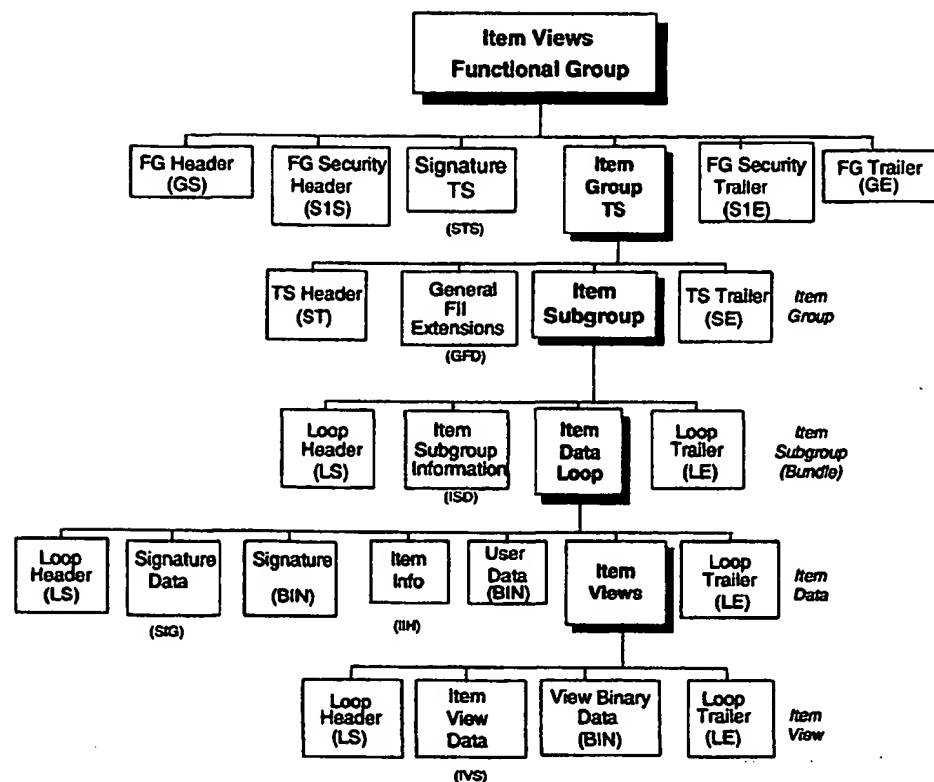 Item Views
Functional Group
FG Header
(GS)
FG Security
Header
(S1S)
Signature
TS
(STS)
Item
Group
TS
FG Security
Trailer
(S1E)
FG Trailer
(GE)
TS Header
(ST)
General
Fil
Extensions
(GFD)
Item
Subgroup
TS Trailer
(SE)
Item
Group
Loop
Header
(LS)
Item
Subgroup
Information
(ISD)
Item
Data
Loop
Loop
Trailer
(LE)
Item
Subgroup
(Bundle)
Loop
Header
(LS)
Signature
Data
(SIG)
Signature
(BIN)
Item
Info
(IIH)
User
Data
(BIN)
Item
Views
Loop
Trailer
(LE)
Item
Data
Loop
Header
(LS)
Item
View
Data
(IVS)
View Binary
Data
(BIN)
Loop
Trailer
(LE)
Item
View